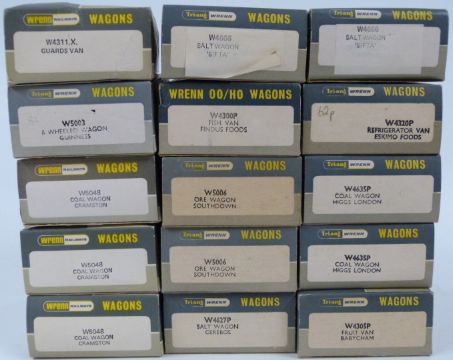 wrenn RAILWAYS WAGONS
W4311.X.
GUARDS VAN
Triang WRENN WAGONS
W4666
SALT WAGON
'SIFTA'
Triang WRENN WAGONS
W4666
SALT WAGON
'SIFTA'
wrenn RAILWAYS WAGONS
W5003
WHEELED WAGON
GUINNESS
WRENN OO/HO WAGONS
W4300P
FISH VAN
FINDUS FOODS
Triang WRENN WAGONS
62p
W4320P
REFRIGERATOR VAN
ESKIMO FOODS
wrenn RAILWAYS WAGONS
W5048
COAL WAGON
CRAMSTON
Triang WRENN WAGONS
W5006
ORE WAGON
SOUTHDOWN
Triang WRENN WAGONS
W4635P
COAL WAGON
HIGGS LONDON
wrenn RAILWAYS WAGONS
W5048
COAL WAGON
CRAMSTON
Triang WRENN WAGONS
W5006
ORE WAGON
SOUTHDOWN
Triang WRENN WAGONS
W4635P
COAL WAGON
HIGGS LONDON
wrenn RAILWAYS WAGONS
W5048
COAL WAGON
CRAMSTON
Triang WRENN WAGONS
W4627P
SALT WAGON
CEREBOS
Triang WRENN WAGONS
W4305P
FRUIT VAN
BABYCHAM